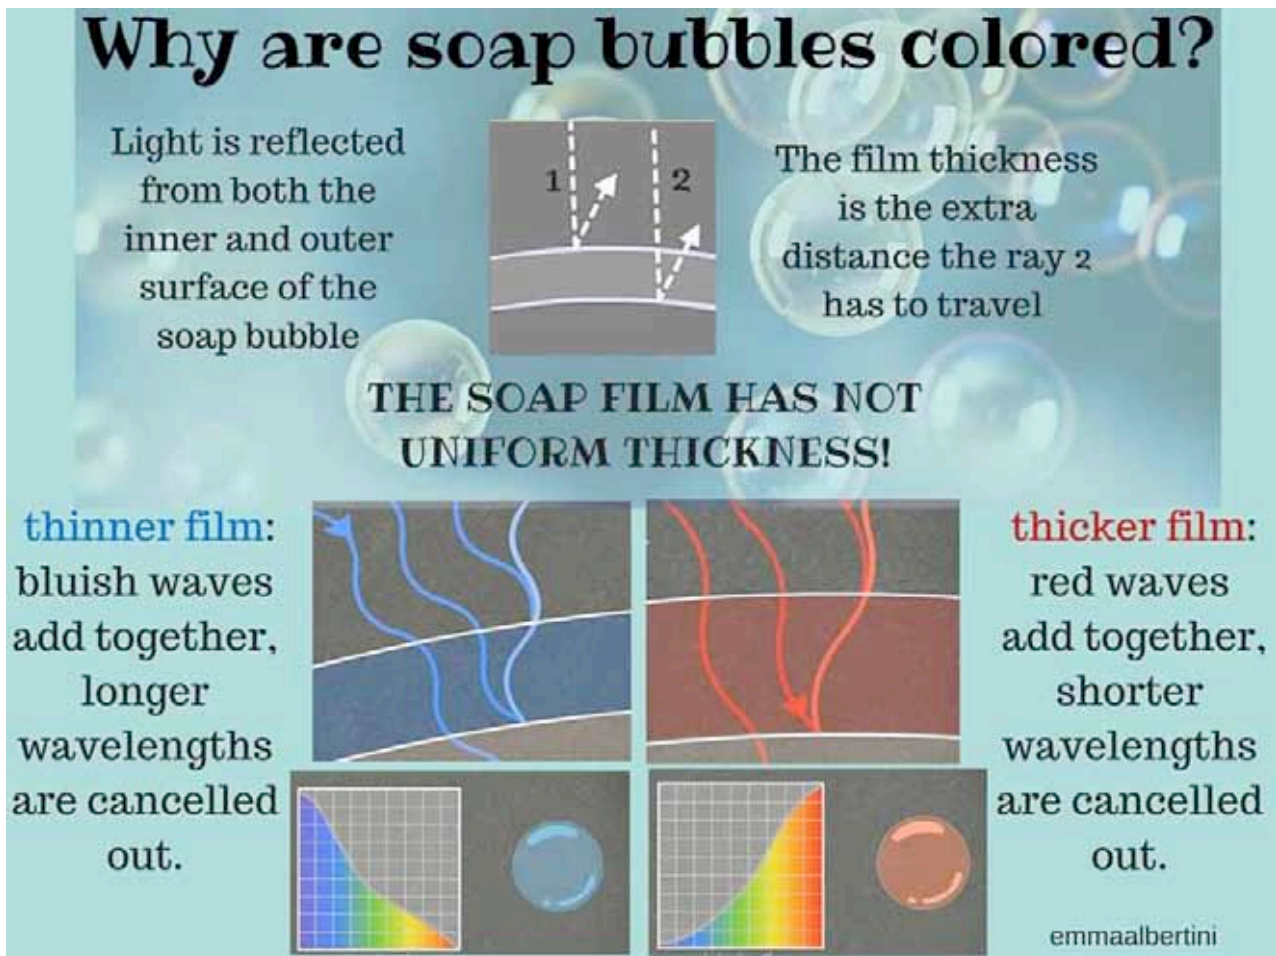 Why are soap bubbles colored?
Light is reflected
from both the
inner and outer
surface of the
soap bubble
1
2
The film thickness
is the extra
distance the ray 2
has to travel
THE SOAP FILM HAS NOT
UNIFORM THICKNESS!
thinner film:
bluish waves
add together,
longer
wavelengths
are cancelled
out.
thicker film:
red waves
add together,
shorter
wavelengths
are cancelled
out.
emmaalbertini